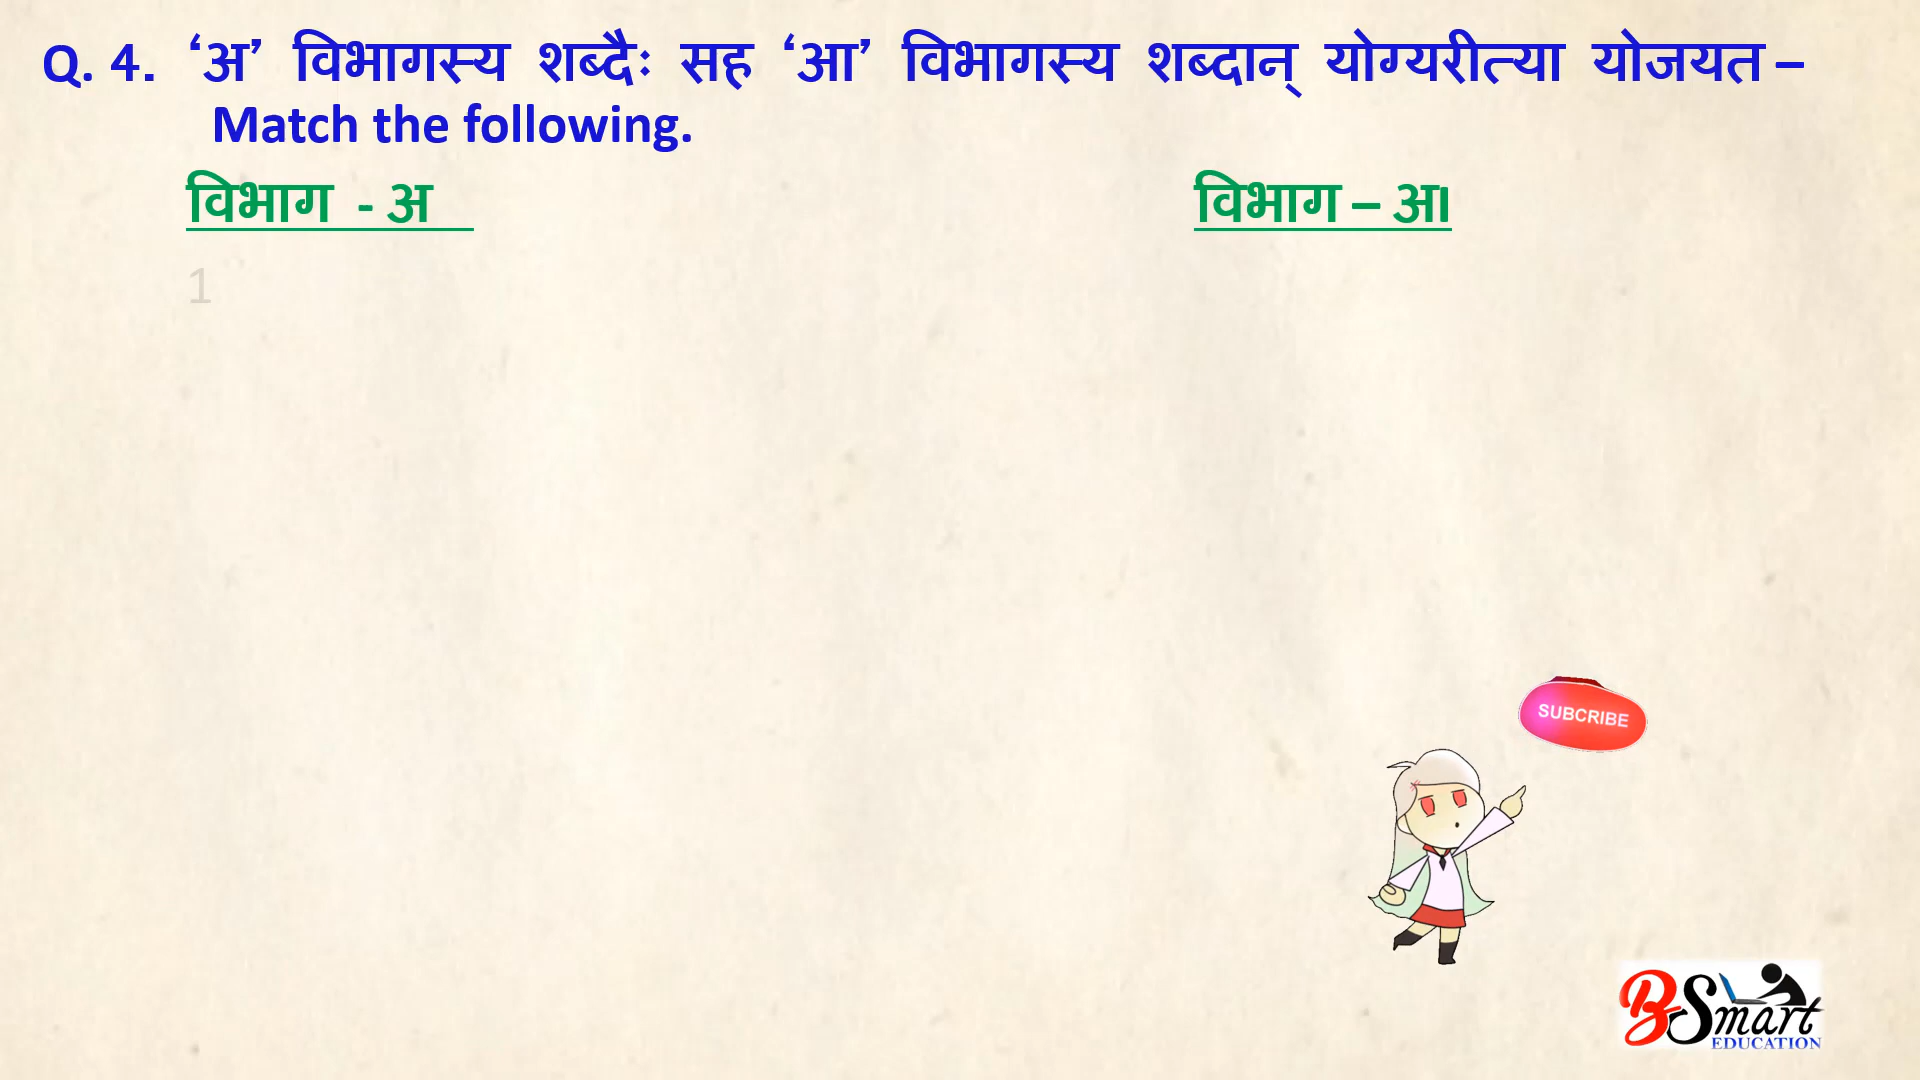 Q. 4. ‘अ’ विभागस्य शब्दैः सह ‘आ’ विभागस्य शब्दान् योग्यरीत्या योजयत –
Match the following.
विभाग - अ
विभाग – आ
1
SUBCRIBE
BSmart
EDUCATION